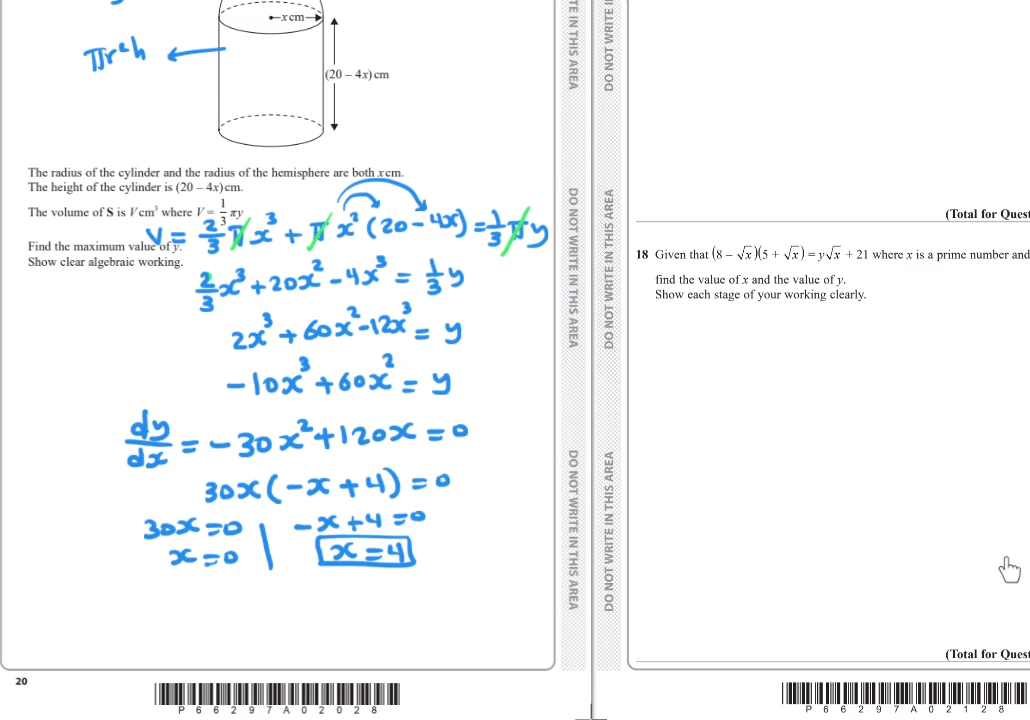 x cm
πr²h
(20 – 4x) cm
The radius of the cylinder and the radius of the hemisphere are both x cm.
The height of the cylinder is (20 – 4x) cm.
The volume of S is V cm³ where V = 1/3 πy
V = 2/3 π x³ + π x² (20 - 4x) = 1/3 π y
Find the maximum value of y.
Show clear algebraic working.
2/3 x³ + 20x² - 4x³ = 1/3 y
2x³ + 60x² - 12x³ = y
- 10x³ + 60x² = y
dy/dx = - 30x² + 120x = 0
30x (-x + 4) = 0
30x = 0 | -x + 4 = 0
x = 0 | x = 4
20
P 6 6 2 9 7 A 0 2 0 2 8
TE IN THIS AREA
DO NOT WRITE IN THIS AREA
DO NOT WRITE IN THIS AREA
DO NOT WRITE I
DO NOT WRITE IN THIS AREA
DO NOT WRITE IN THIS AREA
(Total for Quest
18 Given that (8 – √x)(5 + √x) = y√x + 21 where x is a prime number and
find the value of x and the value of y.
Show each stage of your working clearly.
(Total for Quest
P 6 6 2 9 7 A 0 2 1 2 8